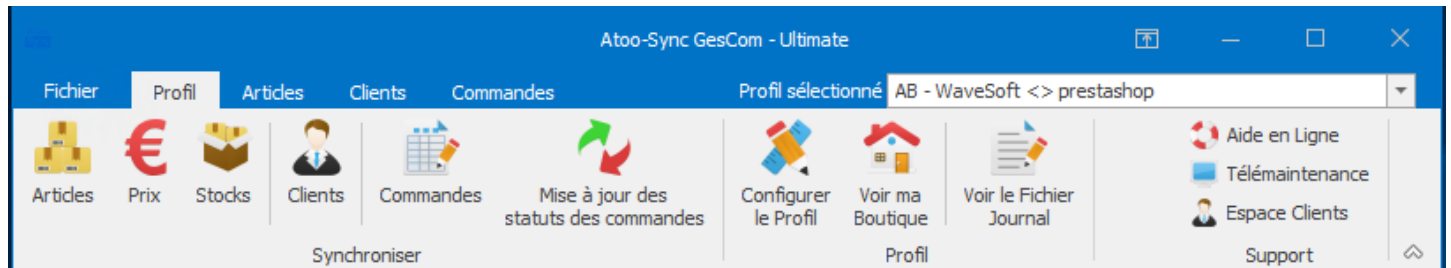 Atoo-Sync GesCom - Ultimate
Fichier Profil Articles Clients Commandes Profil sélectionné AB - WaveSoft <> prestashop
Articles Prix Stocks Clients Commandes Mise à jour des
statuts des commandes
Configurer
le Profil
Voir ma
Boutique
Voir le Fichier
Journal
Aide en Ligne
Télémaintenance
Espace Clients
Synchroniser Profil Support